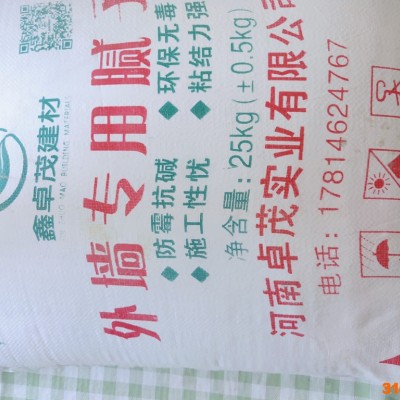 鑫卓茂建材
外墙专用腻
防霉抗碱 环保无毒
施工性忧 粘结力强
净含量：25kg(±0.5kg)
河南卓茂实业有限公司
电话：17814624767